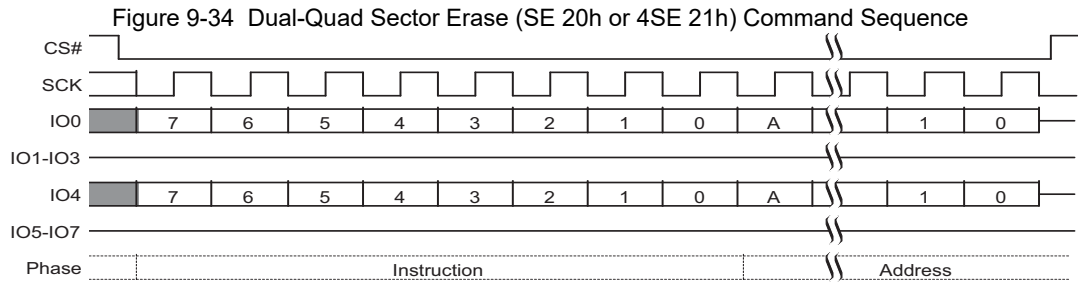 Figure 9-34 Dual-Quad Sector Erase (SE 20h or 4SE 21h) Command Sequence
CS#
SCK
IO0 7 6 5 4 3 2 1 0 A 1 0
IO1-IO3
IO4 7 6 5 4 3 2 1 0 A 1 0
IO5-IO7
Phase Instruction Address